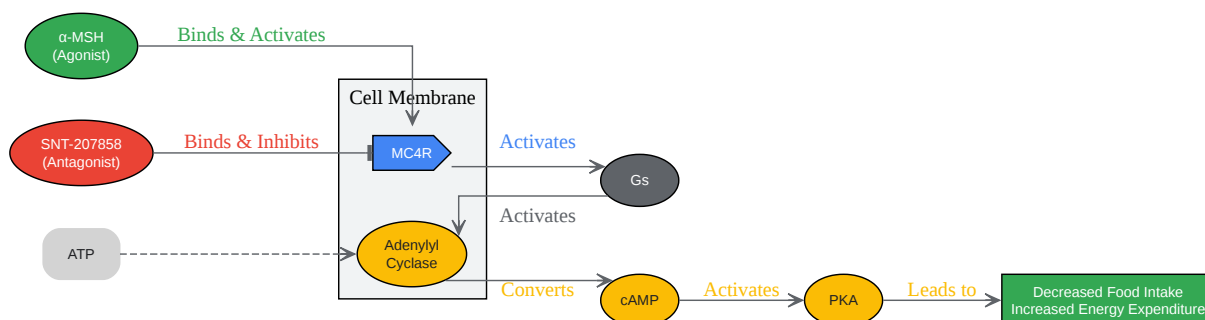 α-MSH
(Agonist)
Binds & Activates
Cell Membrane
SNT-207858
(Antagonist)
Binds & Inhibits
MC4R
Activates
Gs
Activates
ATP
Adenylyl
Cyclase
Converts
cAMP
Activates
PKA
Leads to
Decreased Food Intake
Increased Energy Expenditure